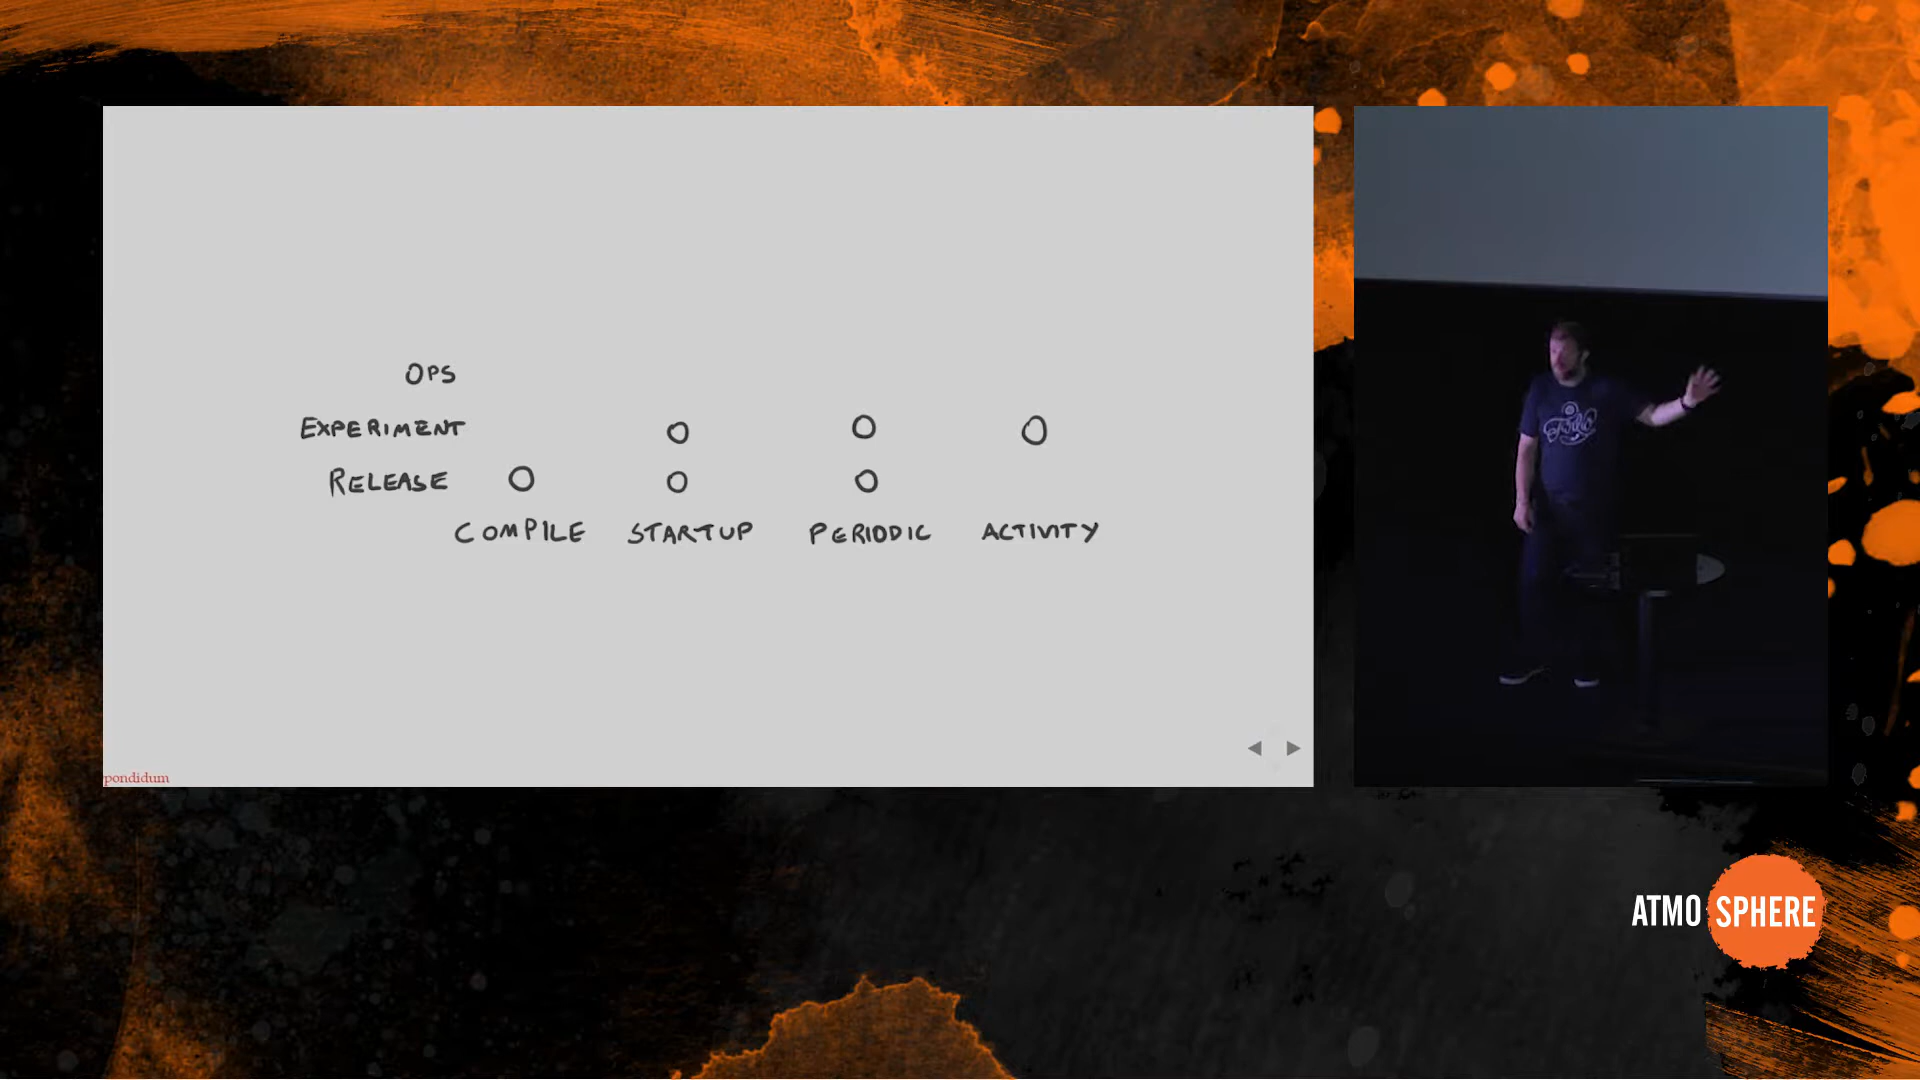 OPS
EXPERIMENT
RELEASE
COMPILE STARTUP PERIODIC ACTIVITY
pondidum
ATMO SPHERE